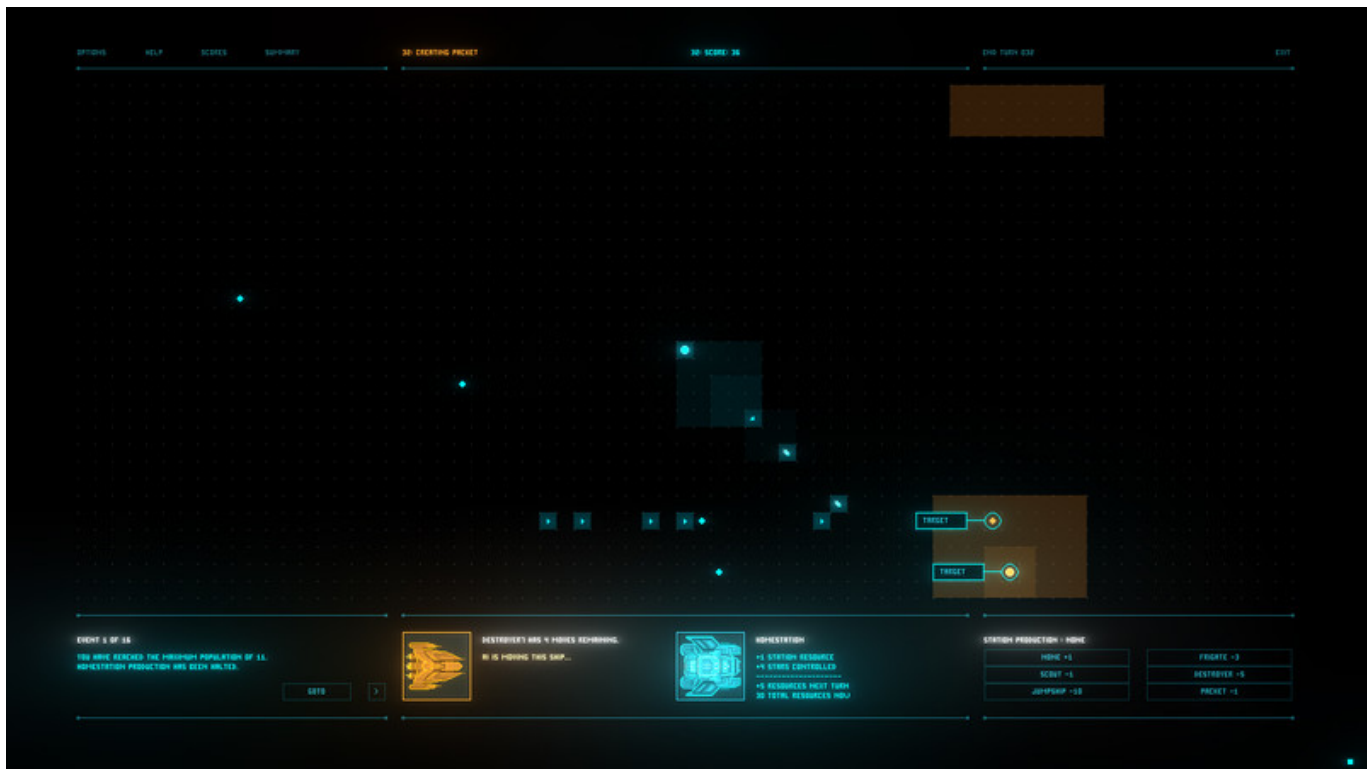 OPTIONS HELP SCORES SUMMARY
32: CREATING PACKET
32: SCORE: 36
END TURN 032
EXIT
TARGET
TARGET
EVENT 1 OF 16
YOU HAVE REACHED THE MAXIMUM POPULATION OF 11.
HOMESTATION PRODUCTION HAS BEEN HALTED.
GOTO >
DESTROYER7 HAS 4 MOVES REMAINING.
AI IS MOVING THIS SHIP...
HOMESTATION
+1 STATION RESOURCE
+4 STARS CONTROLLED
--------------------
+5 RESOURCES NEXT TURN
30 TOTAL RESOURCES NOW
STATION PRODUCTION : NONE
NONE +1
FRIGATE -3
SCOUT -1
DESTROYER -5
JUMPSHIP -10
PACKET -1